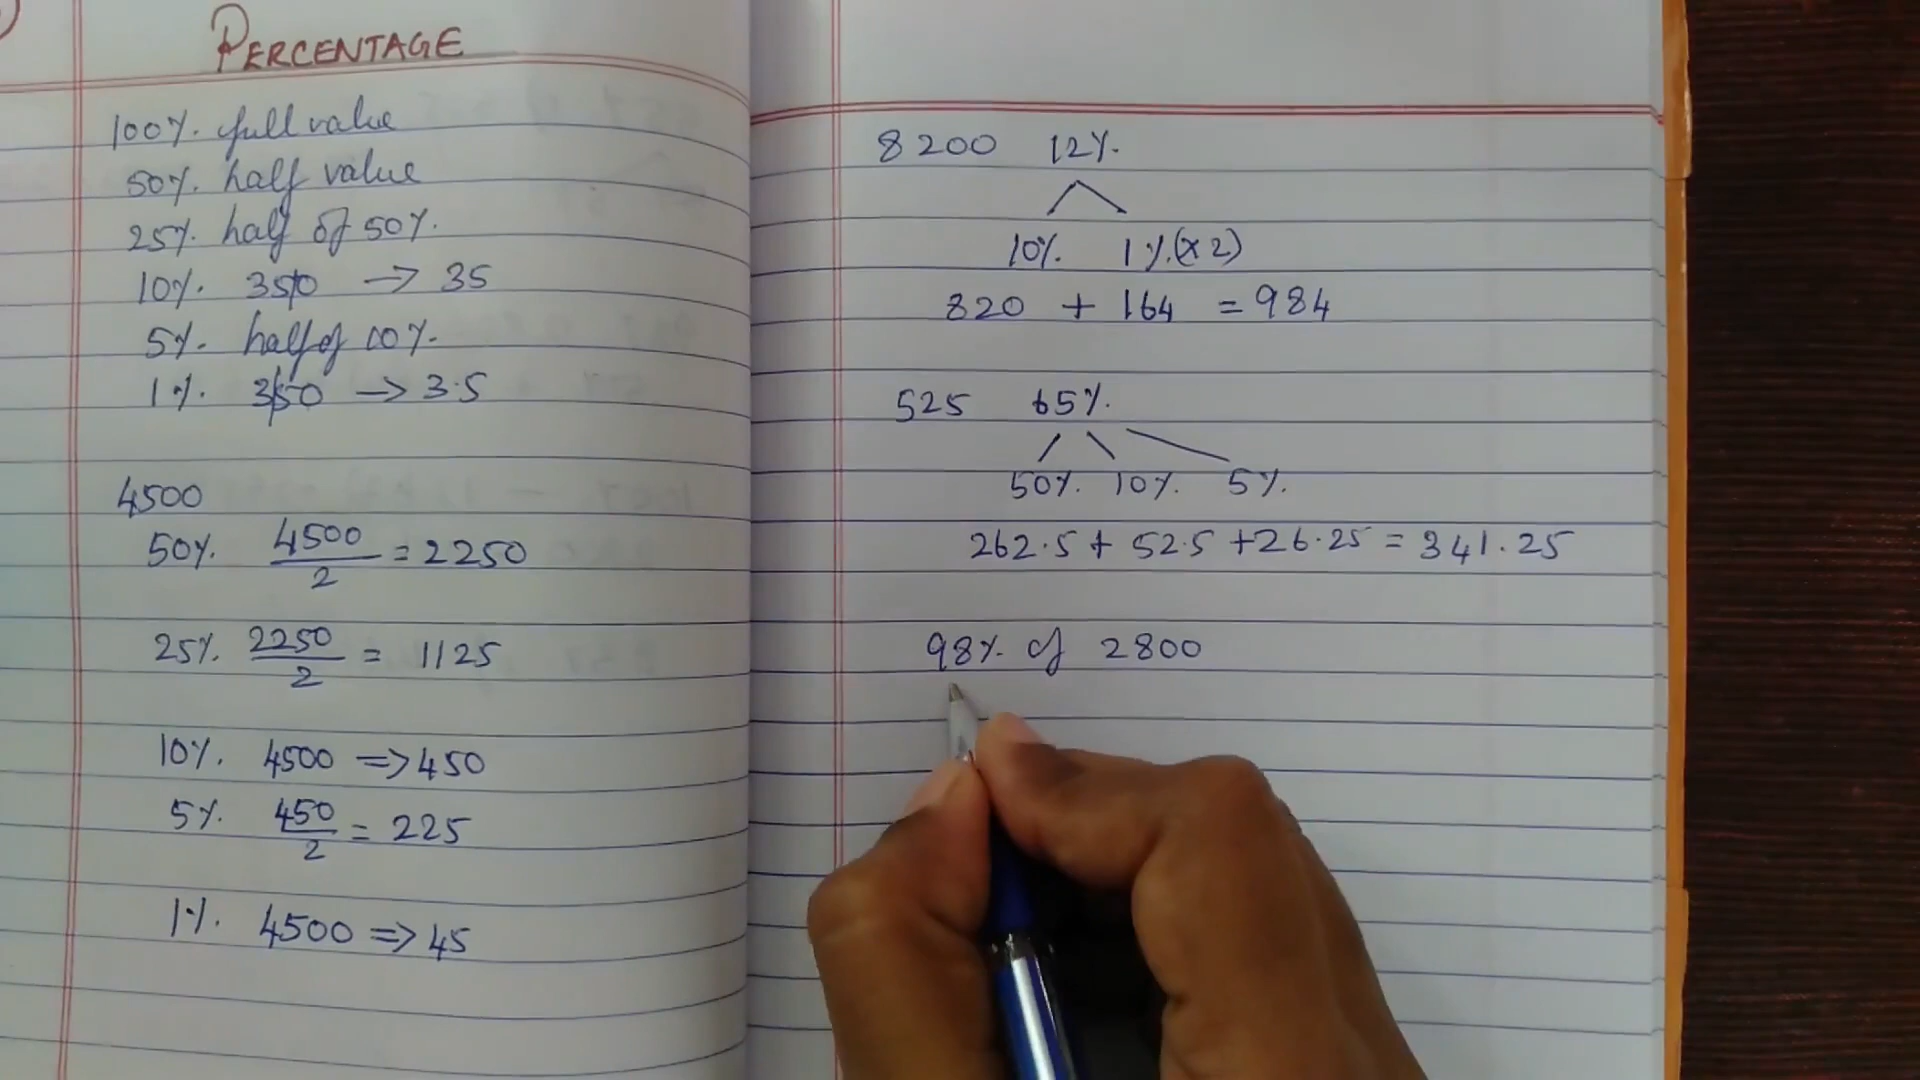 PERCENTAGE
100% full value
50% half value
25% half of 50%.
10% 350 → 35
5% half of 10%.
1% 350 → 3.5
4500
50% 4500/2 = 2250
25% 2250/2 = 1125
10% 4500 => 450
5% 450/2 = 225
1% 4500 => 45
8200 12%
10% 1% (x 2)
820 + 164 = 984
525 65%
50% 10% 5%
262.5 + 52.5 + 26.25 = 341.25
98% of 2800